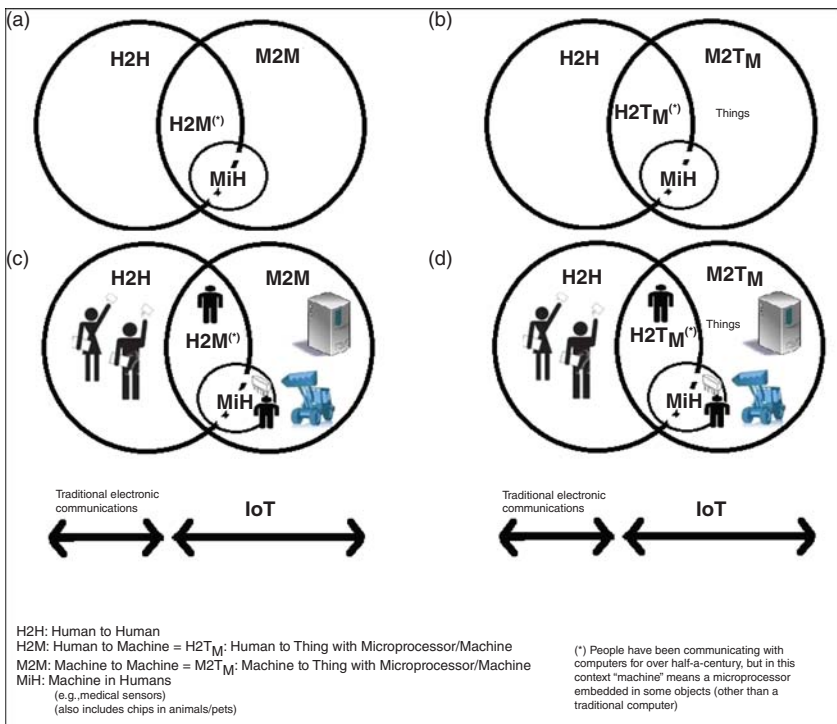 (a)
H2H
M2M
H2M(*)
MiH
(b)
H2H
M2TM
H2TM(*)
Things
MiH
(c)
H2H
M2M
H2M(*)
MiH
(d)
H2H
M2TM
H2TM(*)
Things
MiH
Traditional electronic
communications
IoT
Traditional electronic
communications
IoT
H2H: Human to Human
H2M: Human to Machine = H2TM: Human to Thing with Microprocessor/Machine
M2M: Machine to Machine = M2TM: Machine to Thing with Microprocessor/Machine
MiH: Machine in Humans
(e.g.,medical sensors)
(also includes chips in animals/pets)
(*) People have been communicating with
computers for over half-a-century, but in this
context “machine” means a microprocessor
embedded in some objects (other than a
traditional computer)